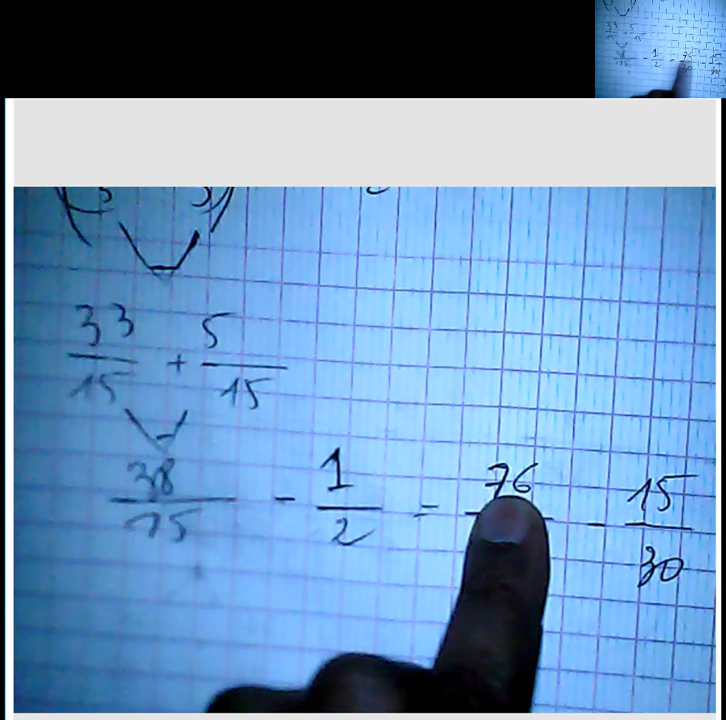 33/15 + 5/15
38/15 - 1/2 = 76 - 15/30